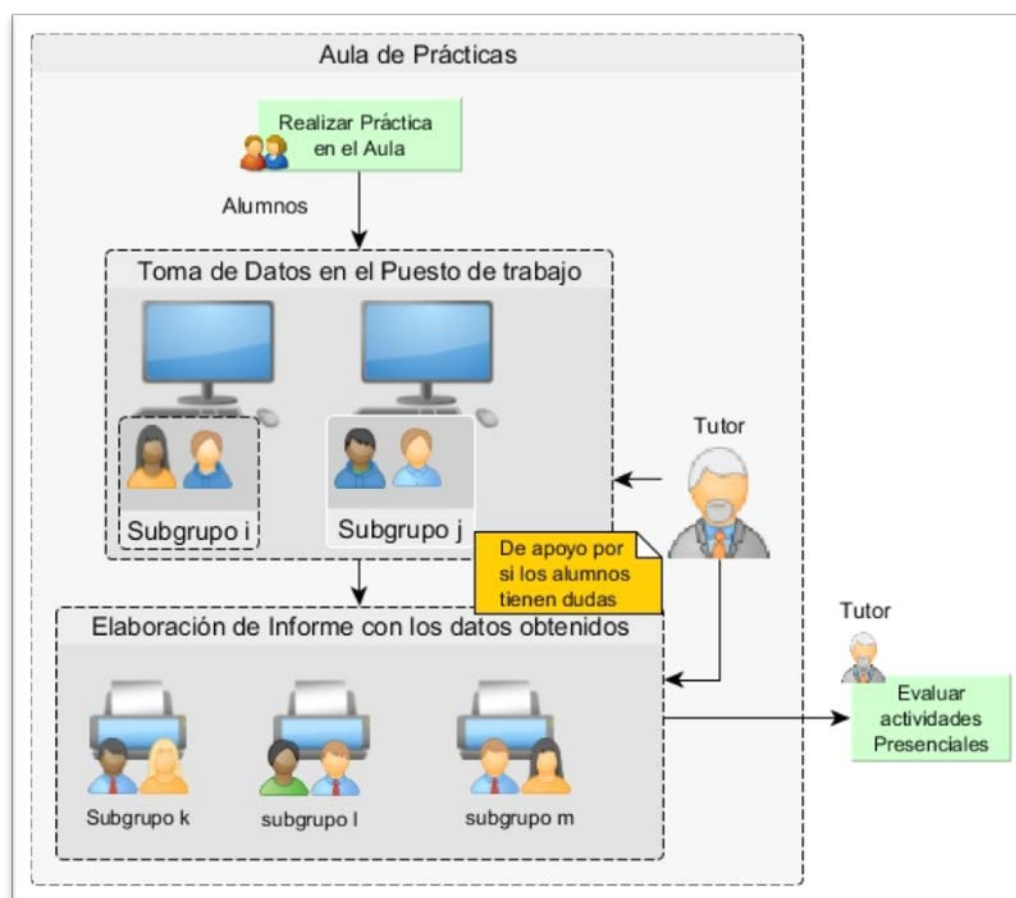 Aula de Prácticas
Realizar Práctica
en el Aula
Alumnos
Toma de Datos en el Puesto de trabajo
Subgrupo i
Subgrupo j
Tutor
De apoyo por
si los alumnos
tienen dudas
Elaboración de Informe con los datos obtenidos
Subgrupo k
subgrupo l
subgrupo m
Tutor
Evaluar
actividades
Presenciales